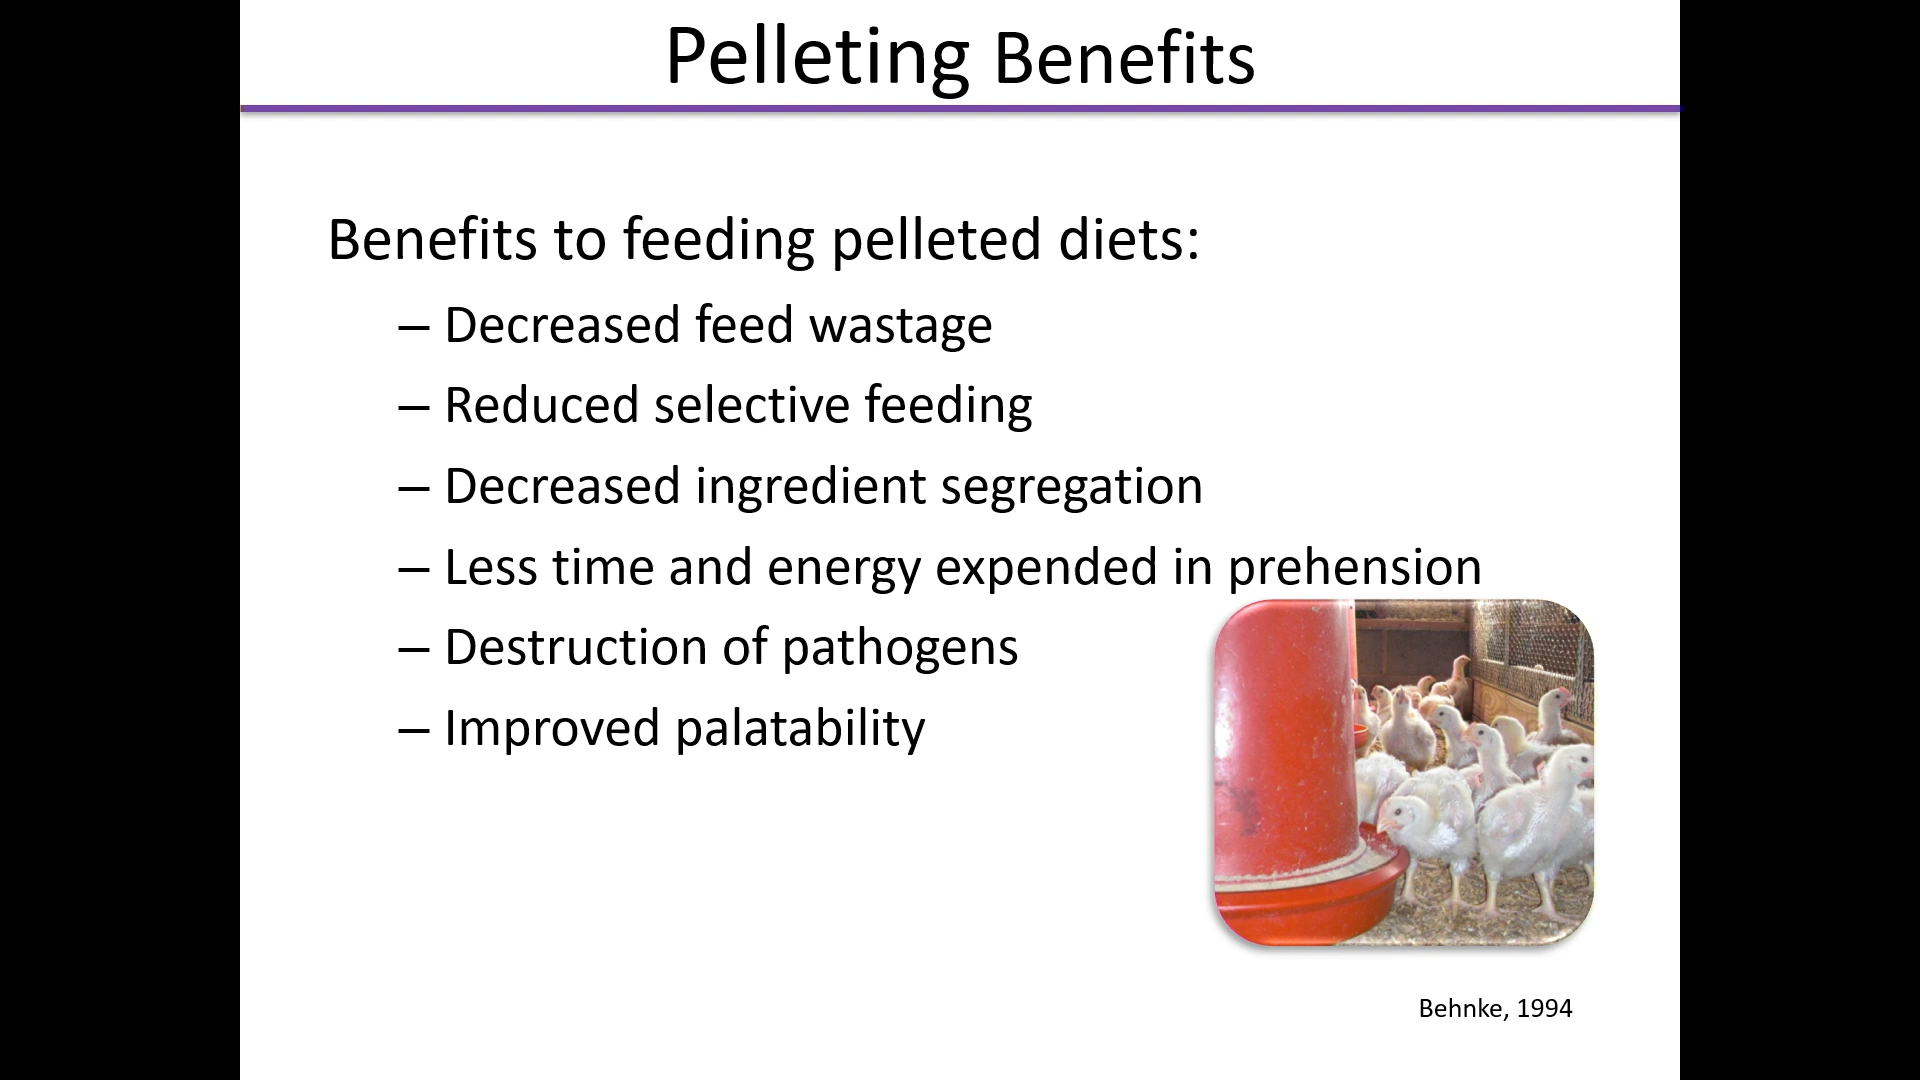 Pelleting Benefits
Benefits to feeding pelleted diets:
– Decreased feed wastage
– Reduced selective feeding
– Decreased ingredient segregation
– Less time and energy expended in prehension
– Destruction of pathogens
– Improved palatability
Behnke, 1994